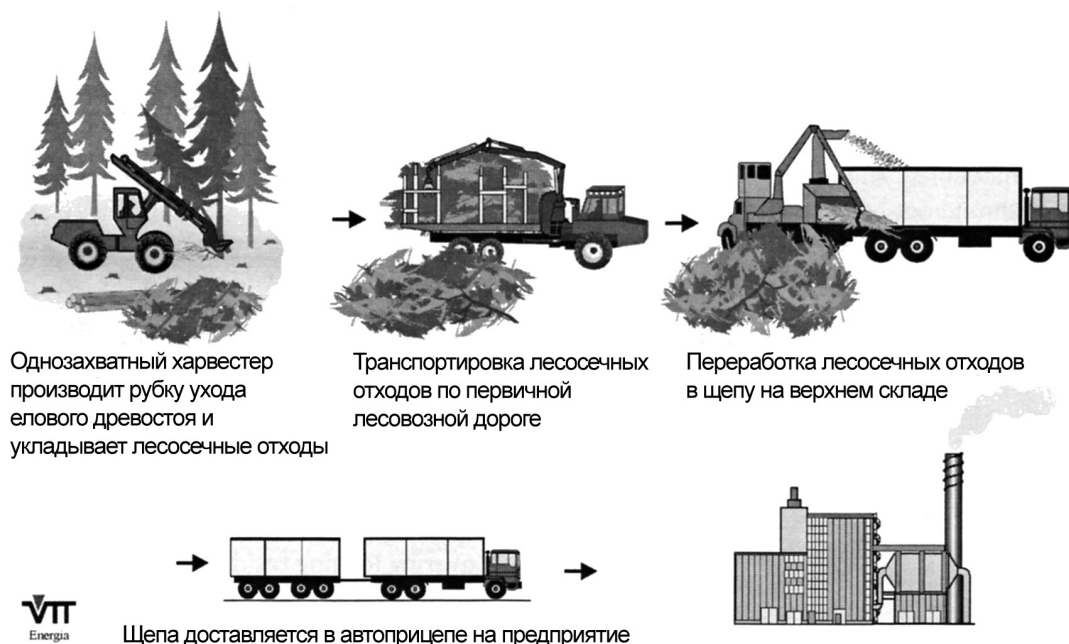 Однозахватный харвестер
производит рубку ухода
елового древостоя и
укладывает лесосечные отходы
Транспортировка лесосечных
отходов по первичной
лесовозной дороге
Переработка лесосечных отходов
в щепу на верхнем складе
VTT
Energia
Щепа доставляется в автоприцепе на предприятие